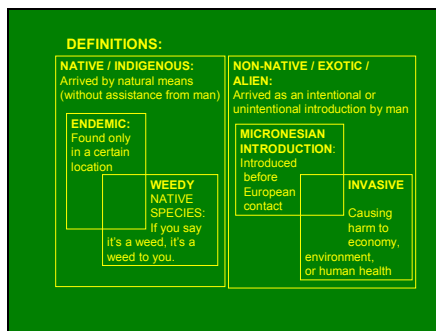 DEFINITIONS:
NATIVE / INDIGENOUS:
Arrived by natural means
(without assistance from man)
ENDEMIC:
Found only
in a certain
location
WEEDY
NATIVE
SPECIES:
If you say
it's a weed, it's a
weed to you.
NON-NATIVE / EXOTIC /
ALIEN:
Arrived as an intentional or
unintentional introduction by man
MICRONESIAN
INTRODUCTION:
Introduced
before
European
contact
INVASIVE
Causing
harm to
economy,
environment,
or human health